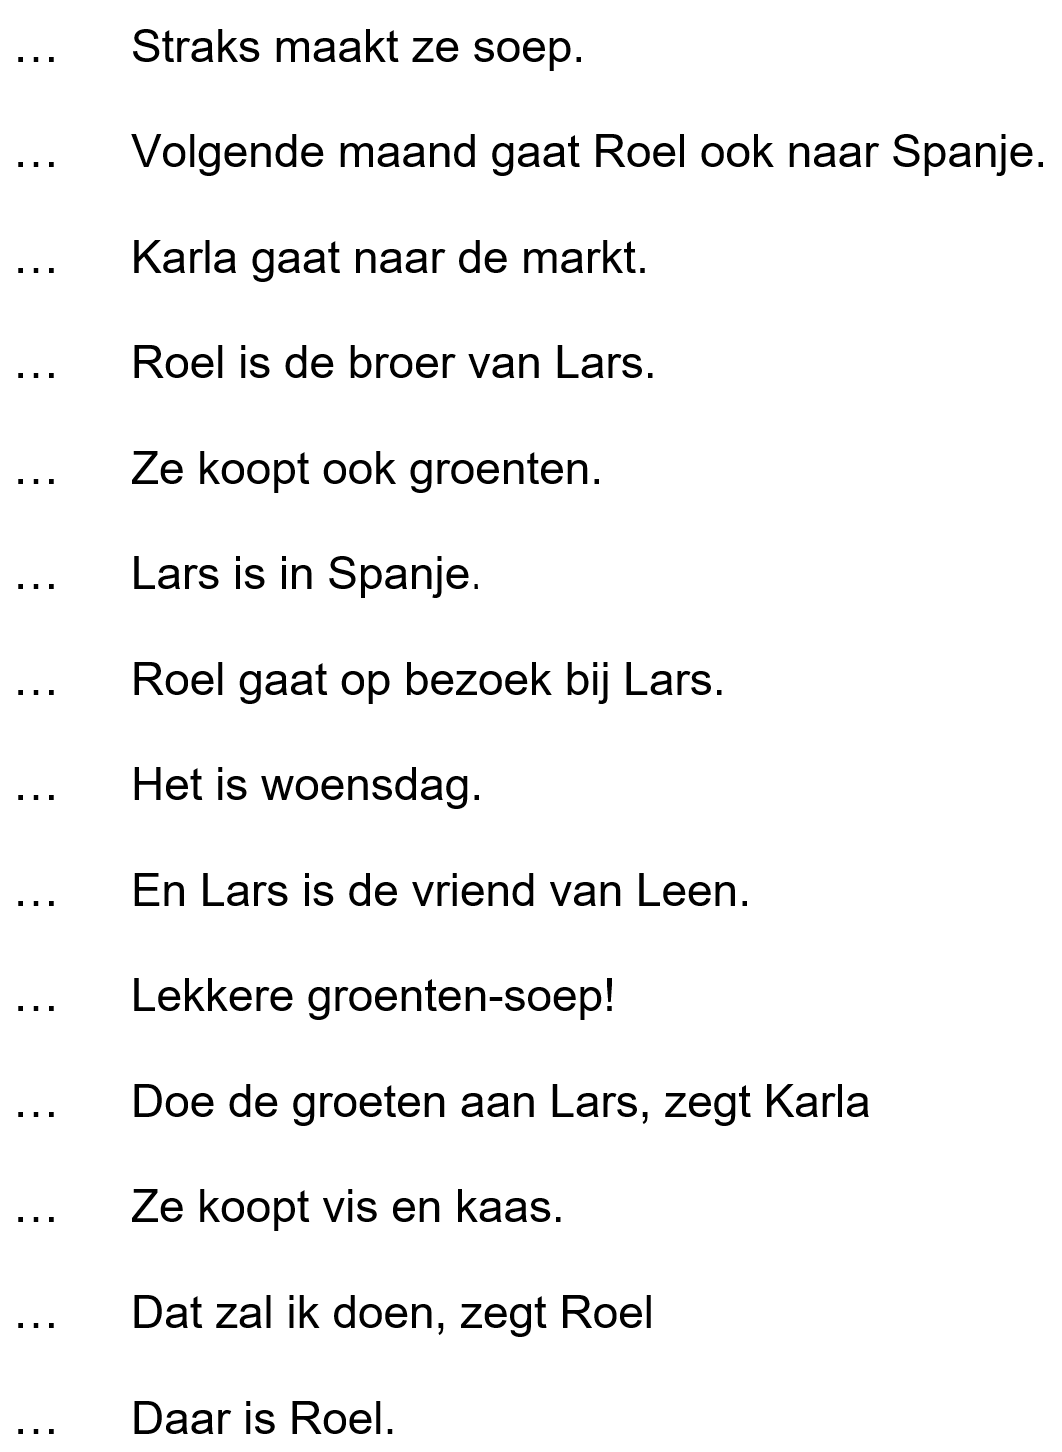 … Straks maakt ze soep.
… Volgende maand gaat Roel ook naar Spanje.
… Karla gaat naar de markt.
… Roel is de broer van Lars.
… Ze koopt ook groenten.
… Lars is in Spanje.
… Roel gaat op bezoek bij Lars.
… Het is woensdag.
… En Lars is de vriend van Leen.
… Lekkere groenten-soep!
… Doe de groeten aan Lars, zegt Karla
… Ze koopt vis en kaas.
… Dat zal ik doen, zegt Roel
… Daar is Roel.